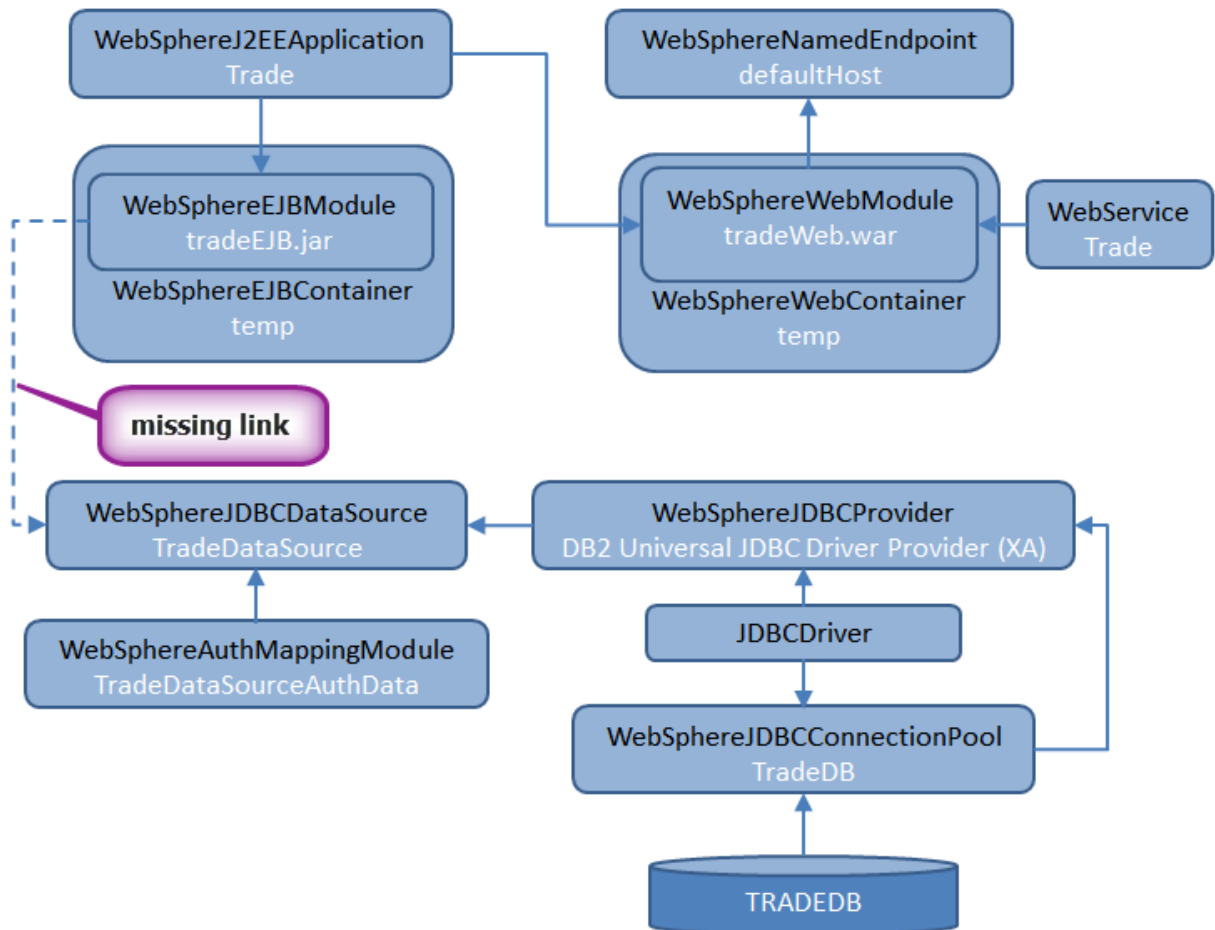 WebSphereJ2EEApplication
Trade
WebSphereNamedEndpoint
defaultHost
WebSphereEJBModule
tradeEJB.jar
WebSphereEJBContainer
temp
WebSphereWebModule
tradeWeb.war
WebSphereWebContainer
temp
WebService
Trade
missing link
WebSphereJDBCDataSource
TradeDataSource
WebSphereJDBCProvider
DB2 Universal JDBC Driver Provider (XA)
WebSphereAuthMappingModule
TradeDataSourceAuthData
JDBCDriver
WebSphereJDBCConnectionPool
TradeDB
TRADEDB